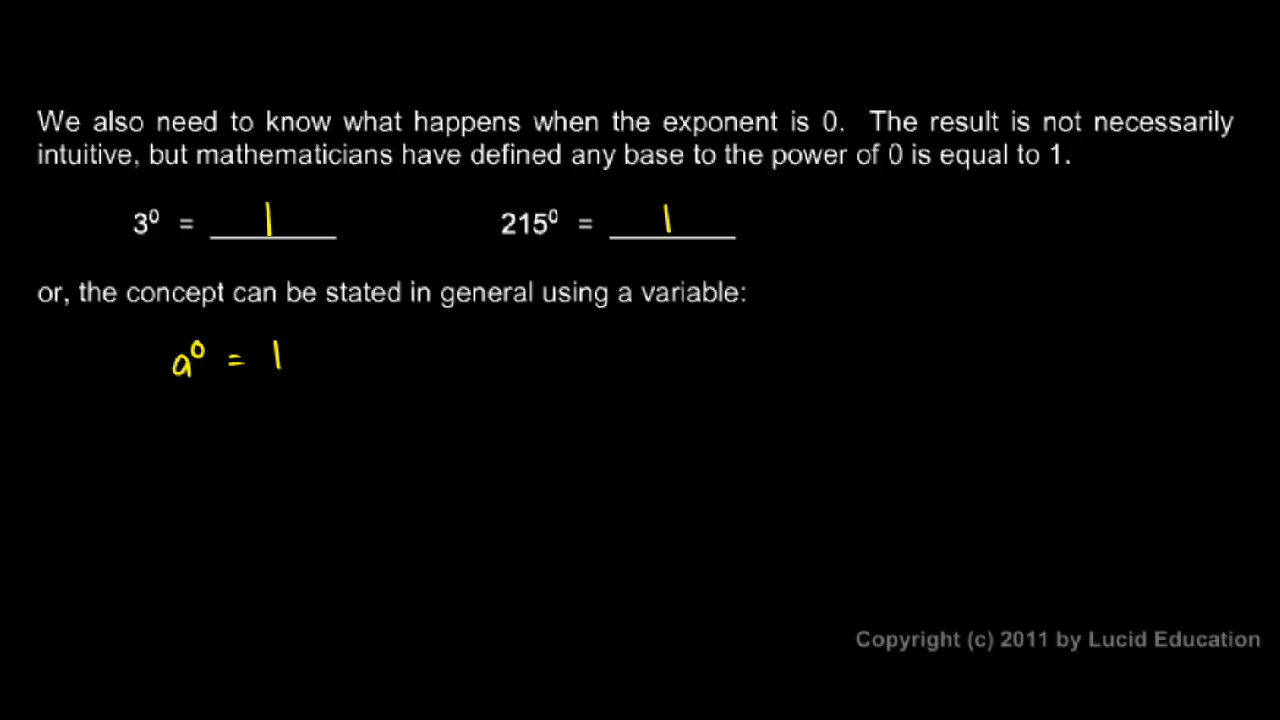 We also need to know what happens when the exponent is 0. The result is not necessarily
intuitive, but mathematicians have defined any base to the power of 0 is equal to 1.
3⁰ = 1 215⁰ = 1
or, the concept can be stated in general using a variable:
a⁰ = 1
Copyright (c) 2011 by Lucid Education